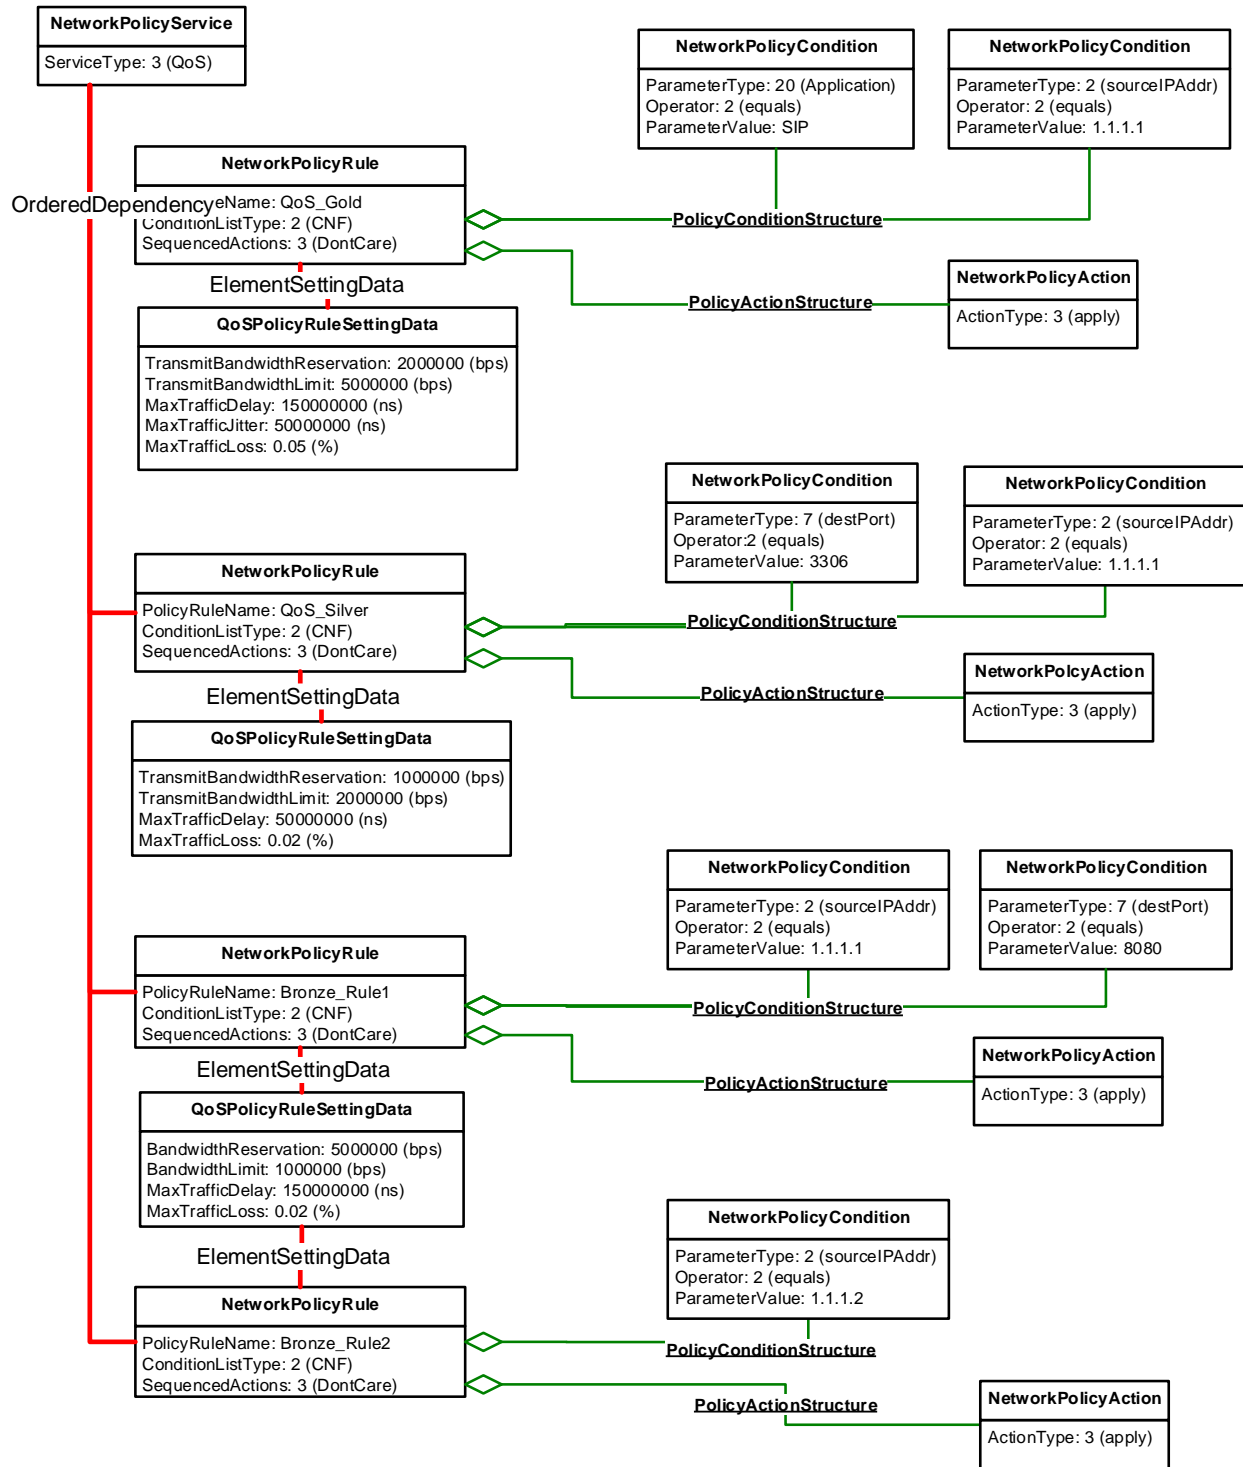 NetworkPolicyService
ServiceType: 3 (QoS)
NetworkPolicyCondition
ParameterType: 20 (Application)
Operator: 2 (equals)
ParameterValue: SIP
NetworkPolicyCondition
ParameterType: 2 (sourceIPAddr)
Operator: 2 (equals)
ParameterValue: 1.1.1.1
NetworkPolicyRule
OrderedDependency
eName: QoS_Gold
ConditionListType: 2 (CNF)
SequencedActions: 3 (DontCare)
PolicyConditionStructure
PolicyActionStructure
NetworkPolicyAction
ActionType: 3 (apply)
ElementSettingData
QoSPolicyRuleSettingData
TransmitBandwidthReservation: 2000000 (bps)
TransmitBandwidthLimit: 5000000 (bps)
MaxTrafficDelay: 150000000 (ns)
MaxTrafficJitter: 50000000 (ns)
MaxTrafficLoss: 0.05 (%)
NetworkPolicyCondition
ParameterType: 7 (destPort)
Operator:2 (equals)
ParameterValue: 3306
NetworkPolicyCondition
ParameterType: 2 (sourceIPAddr)
Operator: 2 (equals)
ParameterValue: 1.1.1.1
NetworkPolicyRule
PolicyRuleName: QoS_Silver
ConditionListType: 2 (CNF)
SequencedActions: 3 (DontCare)
PolicyConditionStructure
PolicyActionStructure
NetworkPolcyAction
ActionType: 3 (apply)
ElementSettingData
QoSPolicyRuleSettingData
TransmitBandwidthReservation: 1000000 (bps)
TransmitBandwidthLimit: 2000000 (bps)
MaxTrafficDelay: 50000000 (ns)
MaxTrafficLoss: 0.02 (%)
NetworkPolicyCondition
ParameterType: 2 (sourceIPAddr)
Operator: 2 (equals)
ParameterValue: 1.1.1.1
NetworkPolicyCondition
ParameterType: 7 (destPort)
Operator: 2 (equals)
ParameterValue: 8080
NetworkPolicyRule
PolicyRuleName: Bronze_Rule1
ConditionListType: 2 (CNF)
SequencedActions: 3 (DontCare)
PolicyConditionStructure
PolicyActionStructure
NetworkPolicyAction
ActionType: 3 (apply)
ElementSettingData
QoSPolicyRuleSettingData
BandwidthReservation: 5000000 (bps)
BandwidthLimit: 1000000 (bps)
MaxTrafficDelay: 150000000 (ns)
MaxTrafficLoss: 0.02 (%)
ElementSettingData
NetworkPolicyCondition
ParameterType: 2 (sourceIPAddr)
Operator: 2 (equals)
ParameterValue: 1.1.1.2
NetworkPolicyRule
PolicyRuleName: Bronze_Rule2
ConditionListType: 2 (CNF)
SequencedActions: 3 (DontCare)
PolicyConditionStructure
PolicyActionStructure
NetworkPolicyAction
ActionType: 3 (apply)